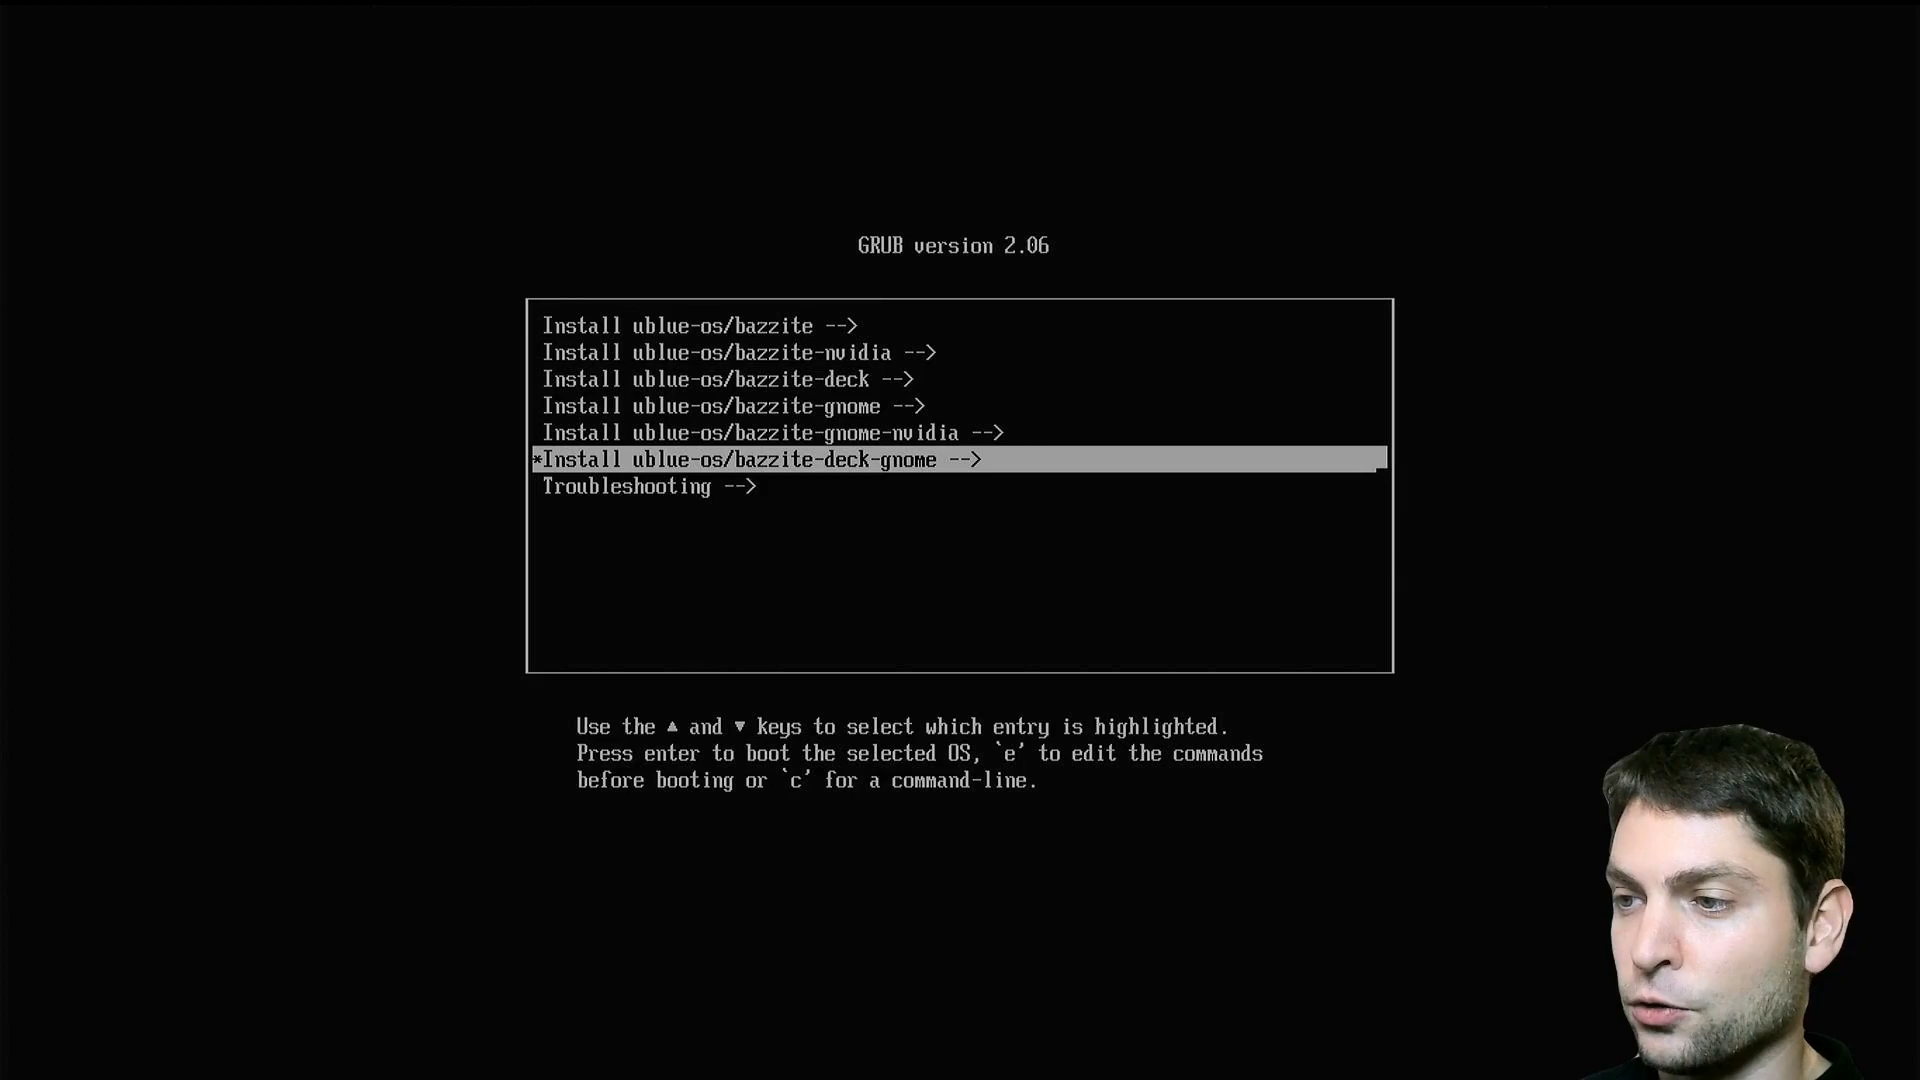 GRUB version 2.06
Install ublue-os/bazzite -->
Install ublue-os/bazzite-nvidia -->
Install ublue-os/bazzite-deck -->
Install ublue-os/bazzite-gnome -->
Install ublue-os/bazzite-gnome-nvidia -->
*Install ublue-os/bazzite-deck-gnome -->
Troubleshooting -->
Use the ▲ and ▼ keys to select which entry is highlighted.
Press enter to boot the selected OS, `e' to edit the commands
before booting or `c' for a command-line.